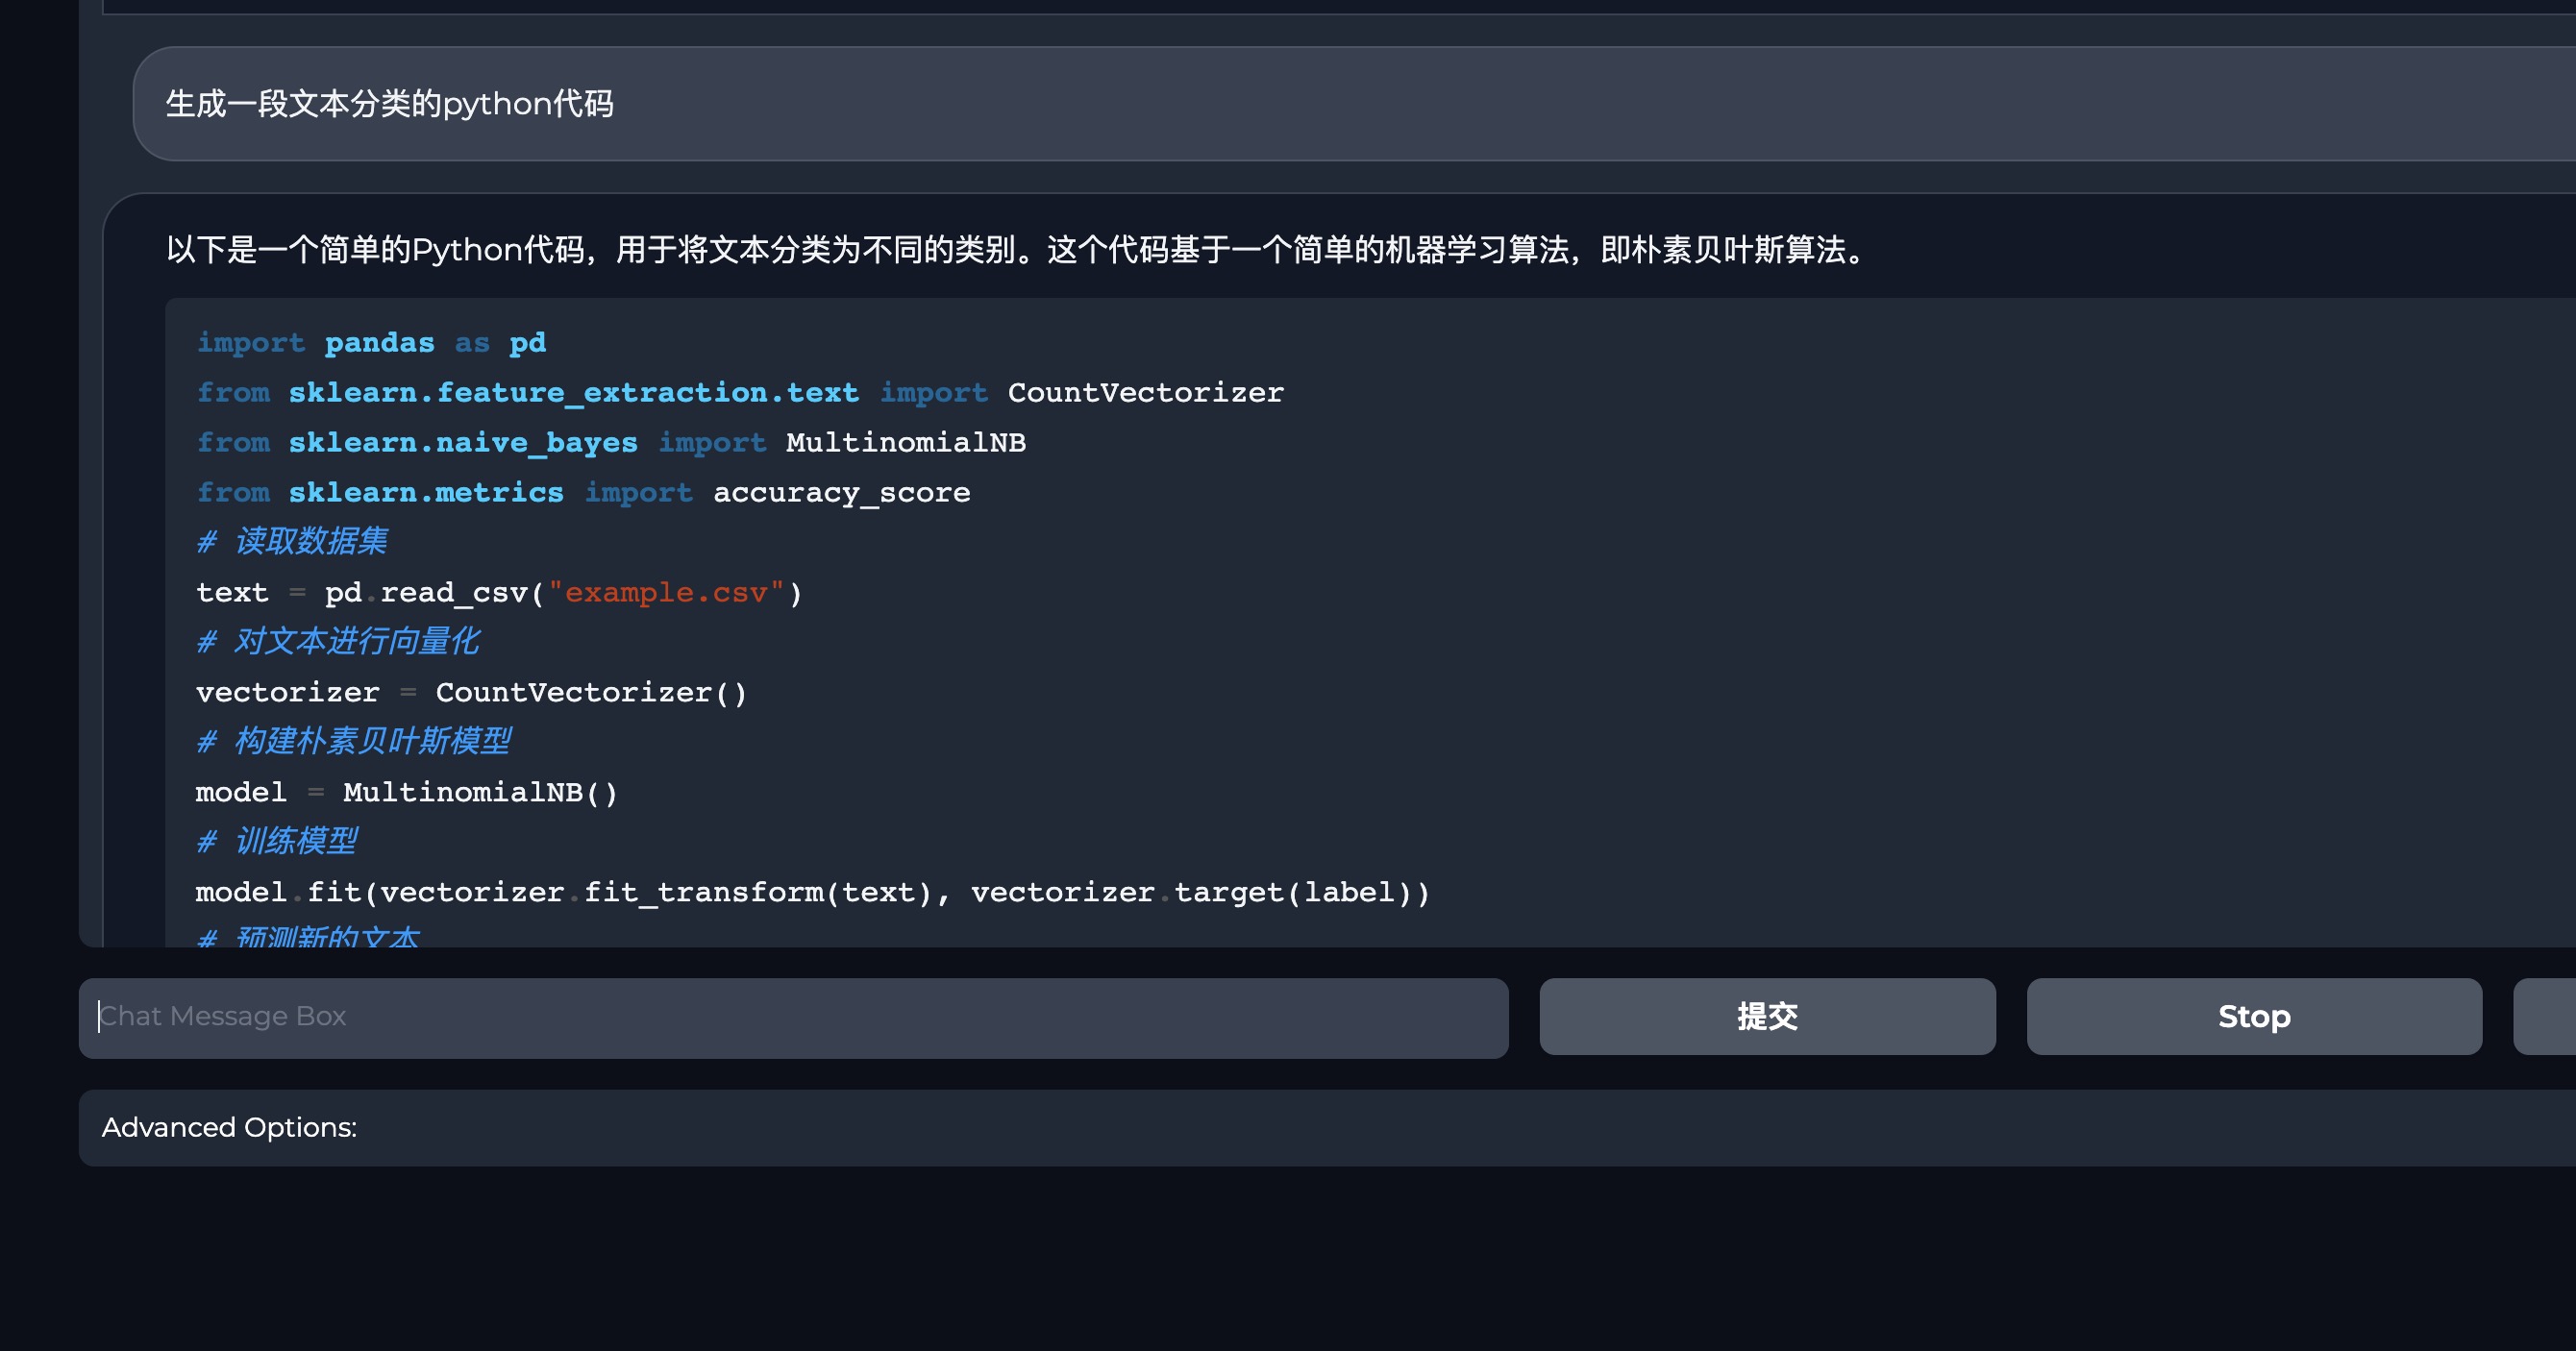 生成一段文本分类的python代码
以下是一个简单的Python代码，用于将文本分类为不同的类别。这个代码基于一个简单的机器学习算法，即朴素贝叶斯算法。
import pandas as pd
from sklearn.feature_extraction.text import CountVectorizer
from sklearn.naive_bayes import MultinomialNB
from sklearn.metrics import accuracy_score
# 读取数据集
text = pd.read_csv("example.csv")
# 对文本进行向量化
vectorizer = CountVectorizer()
# 构建朴素贝叶斯模型
model = MultinomialNB()
# 训练模型
model.fit(vectorizer.fit_transform(text), vectorizer.target(label))
# 预测新的文本
Chat Message Box
提交
Stop
Advanced Options: